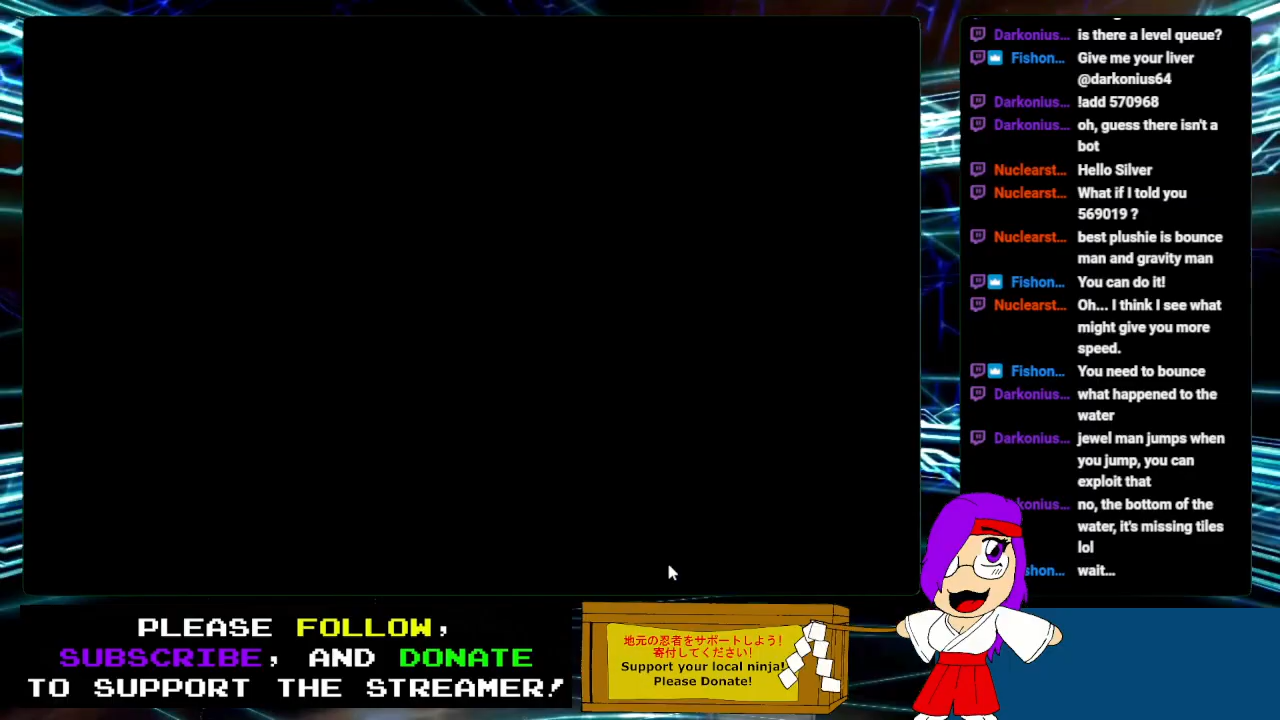 Darkonius... is there a level queue?
Fishon... Give me your liver
@darkonius64
Darkonius... !add 570968
Darkonius... oh, guess there isn't a
bot
Nuclearst... Hello Silver
Nuclearst... What if I told you
569019 ?
Nuclearst... best plushie is bounce
man and gravity man
Fishon... You can do it!
Nuclearst... Oh... I think I see what
might give you more
speed.
Fishon... You need to bounce
Darkonius... what happened to the
water
Darkonius... jewel man jumps when
you jump, you can
exploit that
konius... no, the bottom of the
water, it's missing tiles
lol
shon... wait...
PLEASE FOLLOW,
SUBSCRIBE, AND DONATE
TO SUPPORT THE STREAMER!
地元の忍者をサポートしよう!
寄付してください!
Support your local ninja!
Please Donate!